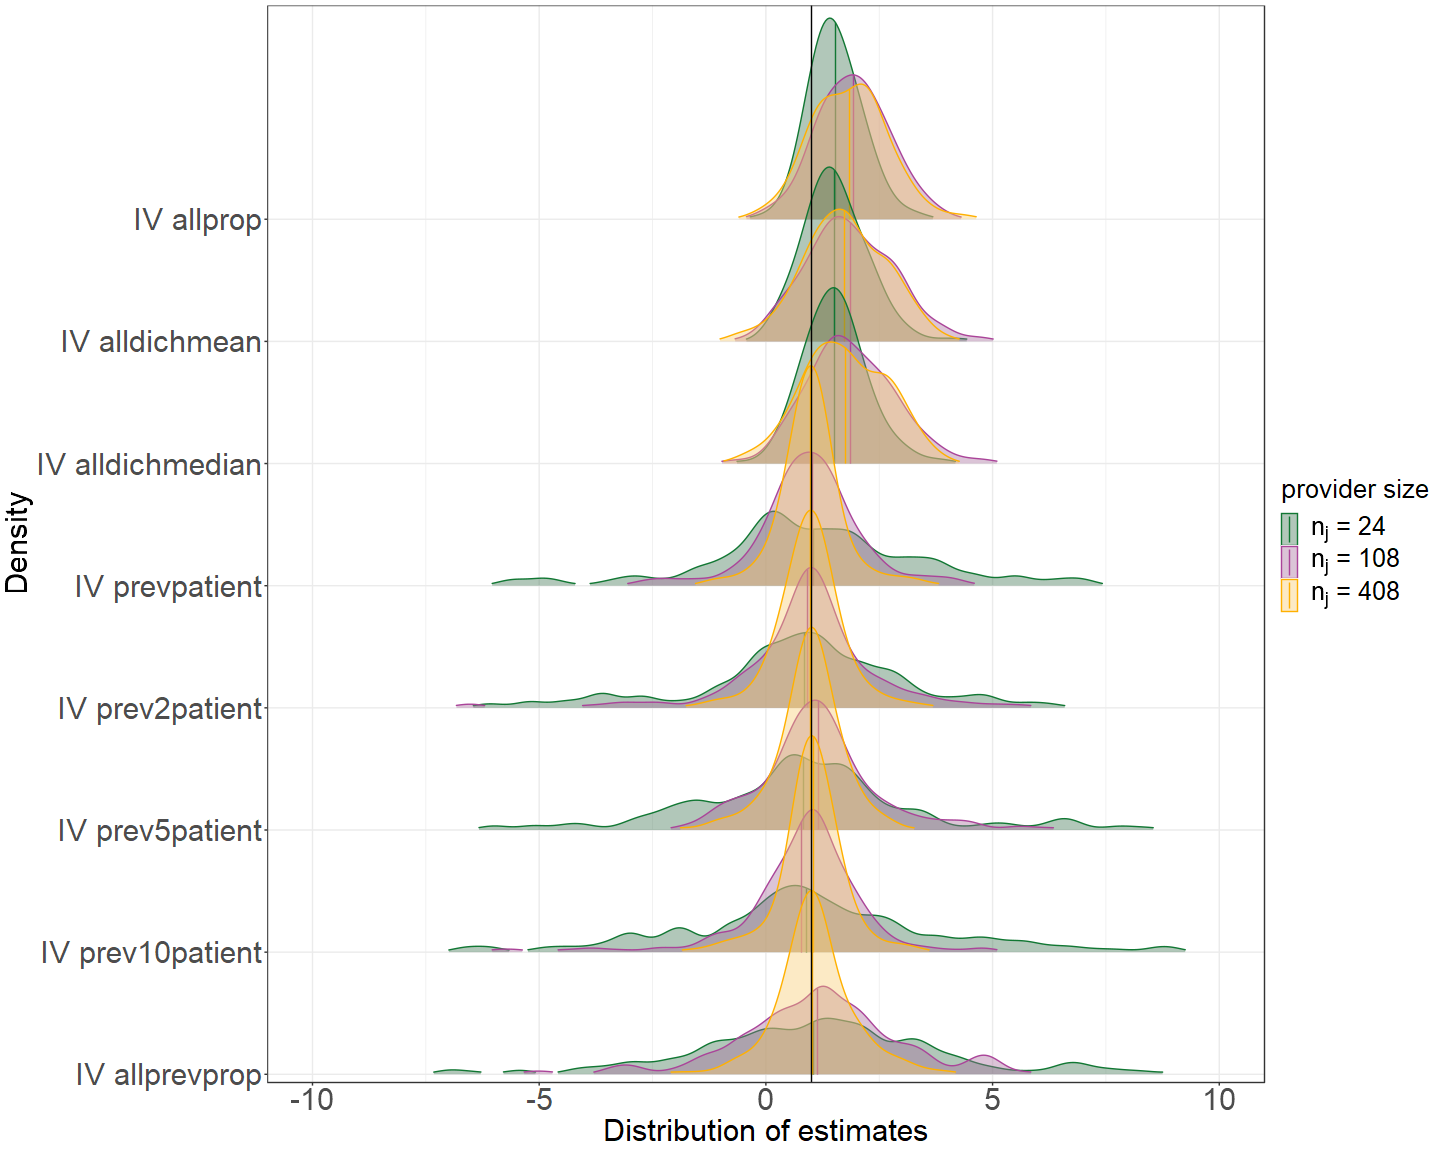 IV allprop
IV alldichmean
IV alldichmedian
IV prevpatient
IV prev2patient
IV prev5patient
IV prev10patient
IV allprevprop
Density
-10 -5 0 5 10
Distribution of estimates
provider size
nj = 24
nj = 108
nj = 408